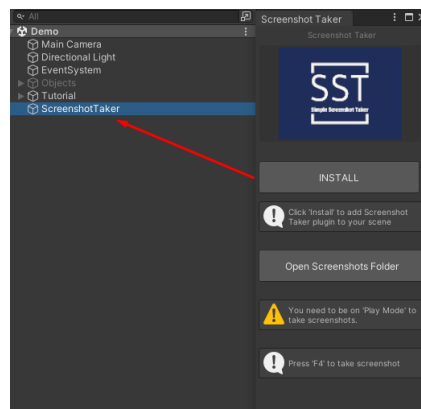 All
Demo
Main Camera
Directional Light
EventSystem
Objects
Tutorial
ScreenshotTaker
Screenshot Taker
Screenshot Taker
SST
Simple Screenshot Taker
INSTALL
Click 'Install' to add Screenshot
Taker plugin to your scene
Open Screenshots Folder
You need to be on 'Play Mode' to
take screenshots.
Press 'F4' to take screenshot